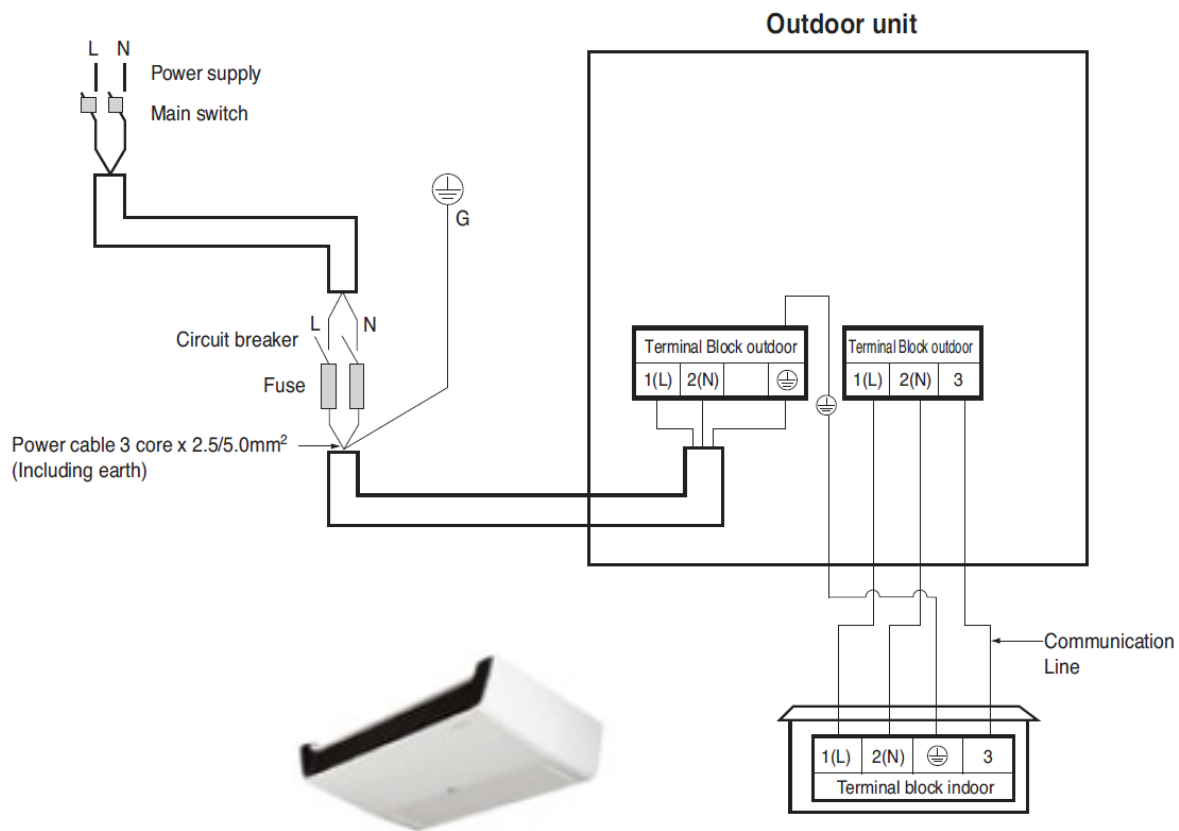 Outdoor unit
L N
Power supply
Main switch
G
L N
Circuit breaker
Fuse
Power cable 3 core x 2.5/5.0mm²
(Including earth)
Terminal Block outdoor
1(L) 2(N)
Terminal Block outdoor
1(L) 2(N) 3
Communication
Line
1(L) 2(N) 3
Terminal block indoor